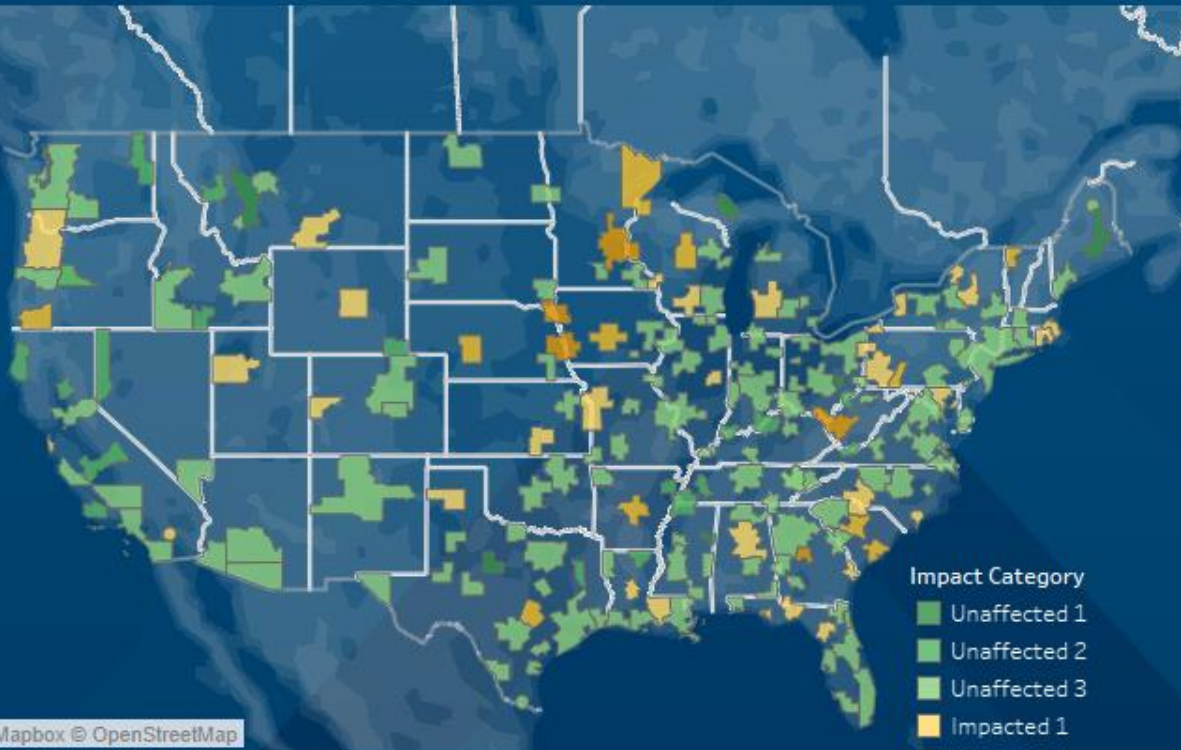 Impact Category
Unaffected 1
Unaffected 2
Unaffected 3
Impacted 1
Mapbox © OpenStreetMap